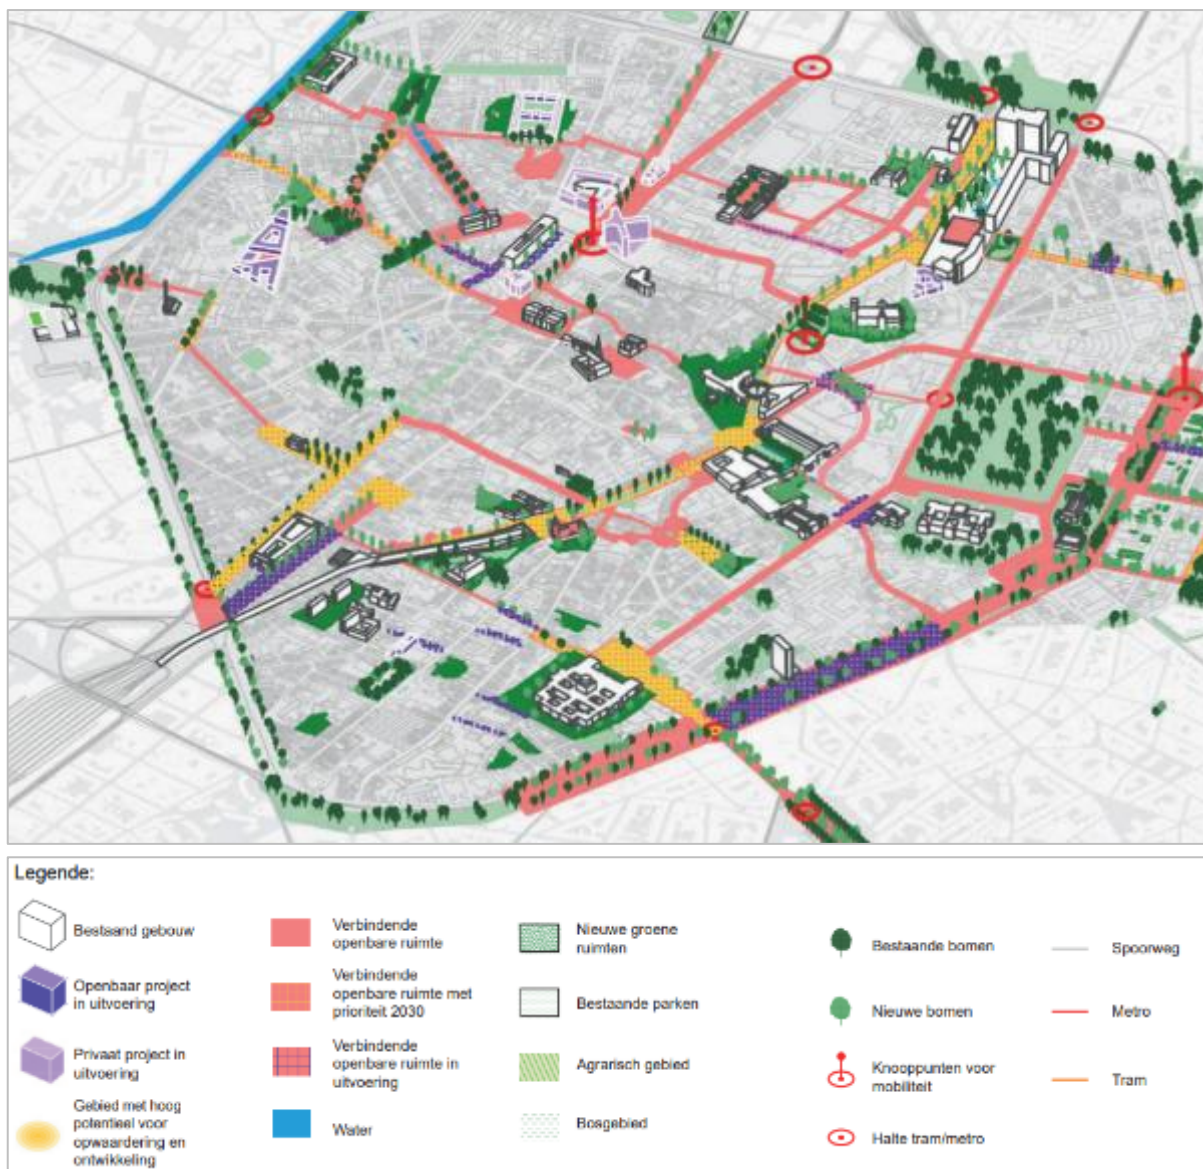 Legende:
Bestaand gebouw
Openbaar project
in uitvoering
Privaat project in
uitvoering
Gebied met hoog
potentieel voor
opwaardering en
ontwikkeling
Verbindende
openbare ruimte
Verbindende
openbare ruimte met
prioriteit 2030
Verbindende
openbare ruimte in
uitvoering
Water
Nieuwe groene
ruimten
Bestaande parken
Agrarisch gebied
Bosgebied
Bestaande bomen
Nieuwe bomen
Knooppunten voor
mobiliteit
Halte tram/metro
Spoorweg
Metro
Tram